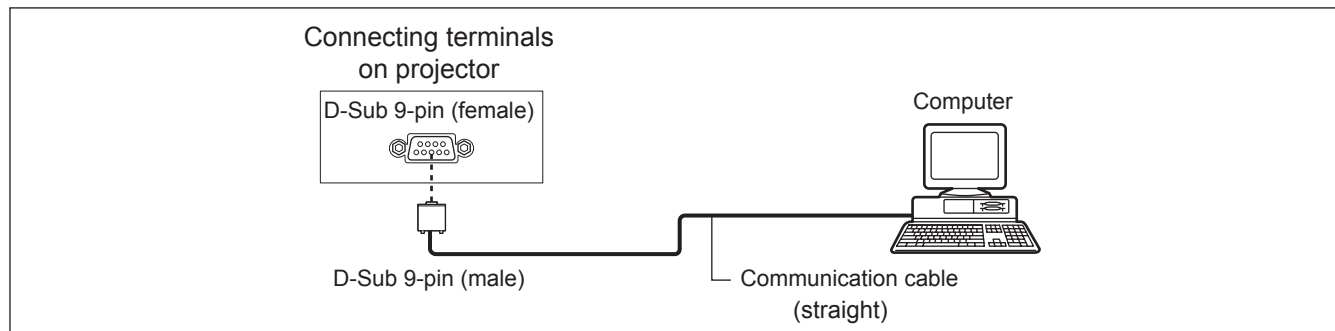 Connecting terminals
on projector
D-Sub 9-pin (female)
Computer
D-Sub 9-pin (male)
Communication cable
(straight)